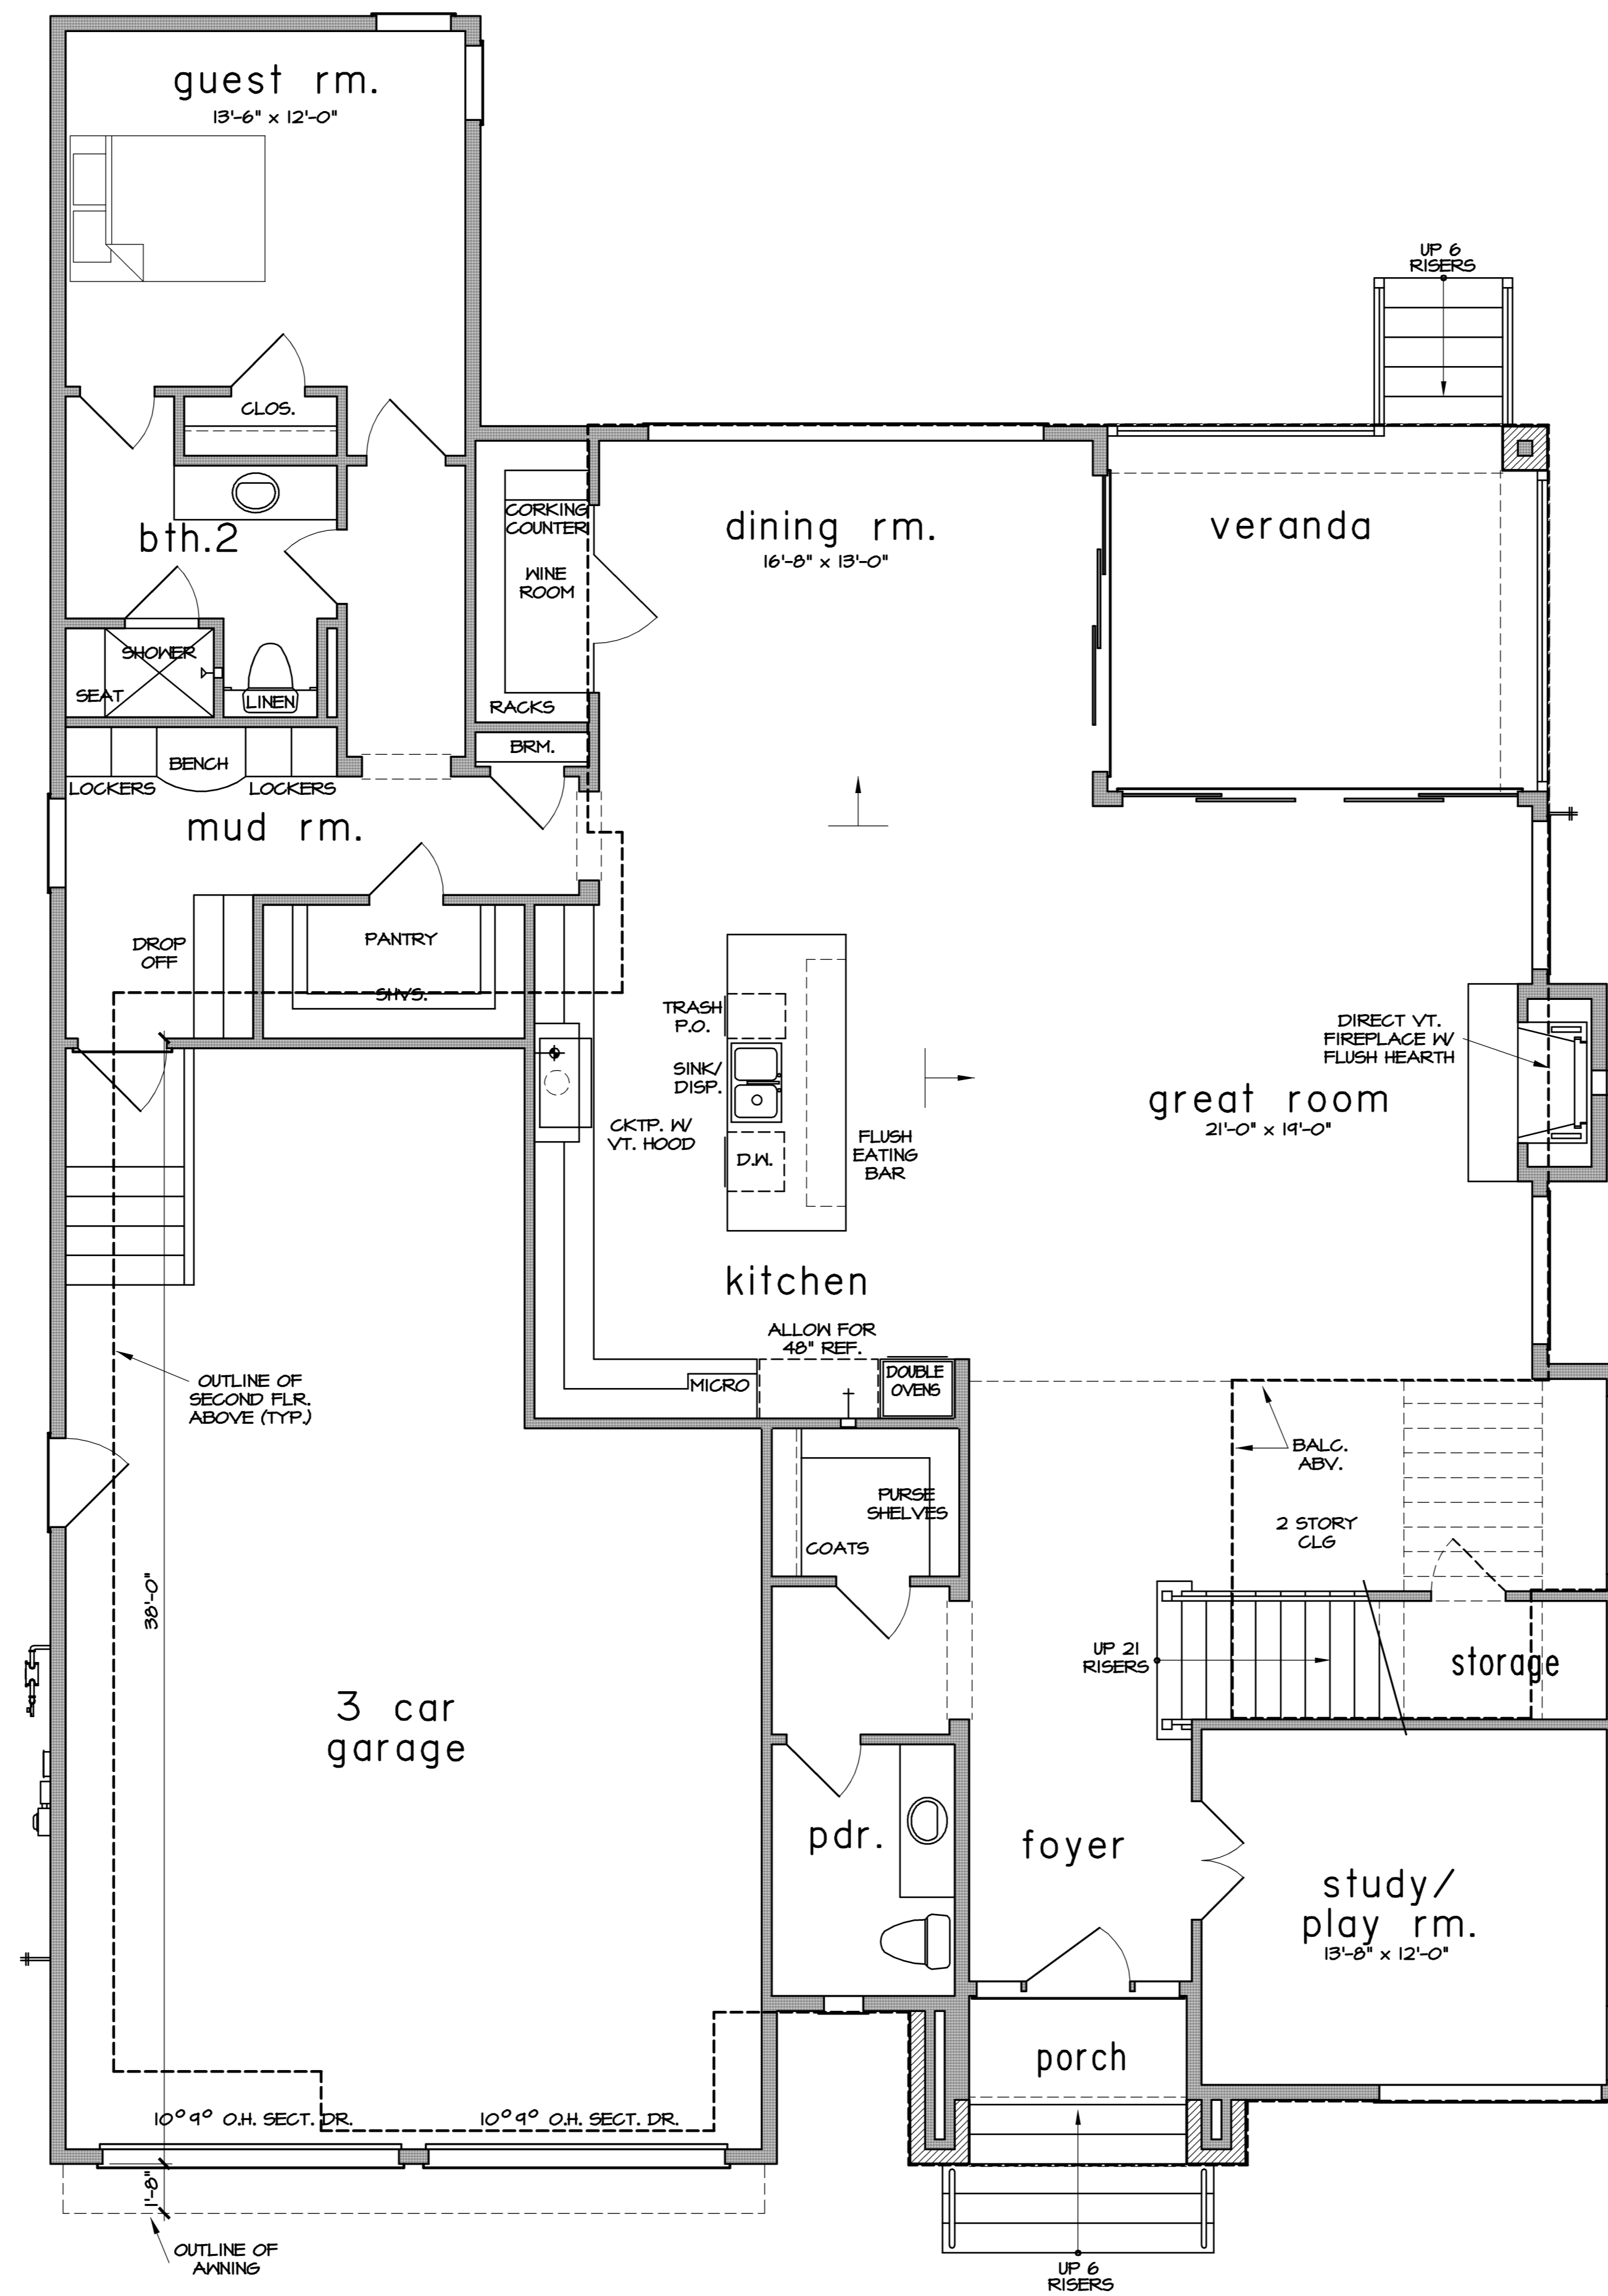 guest rm.
13'-6" x 12'-0"
UP 6
RISERS
CLOS.
bth.2
CORKING
COUNTER
WINE
ROOM
RACKS
dining rm.
16'-8" x 13'-0"
veranda
SHOWER
SEAT
LINEN
BRM.
BENCH
LOCKERS
LOCKERS
mud rm.
DROP
OFF
PANTRY
SHVS.
TRASH
P.O.
SINK/
DISP.
D.W.
CKTP. W/
VT. HOOD
FLUSH
EATING
BAR
DIRECT VT.
FIREPLACE W/
FLUSH HEARTH
great room
21'-0" x 19'-0"
kitchen
ALLOW FOR
48" REF.
MICRO
DOUBLE
OVENS
OUTLINE OF
SECOND FLR.
ABOVE (TYP.)
BALC.
ABV.
2 STORY
CLG
PURSE
SHELVES
COATS
38'-0"
UP 21
RISERS
storage
3 car
garage
pdr.
foyer
study/
play rm.
13'-8" x 12'-0"
porch
10⁰ 9⁰ O.H. SECT. DR.
10⁰ 9⁰ O.H. SECT. DR.
1'-8"
OUTLINE OF
AWNING
UP 6
RISERS